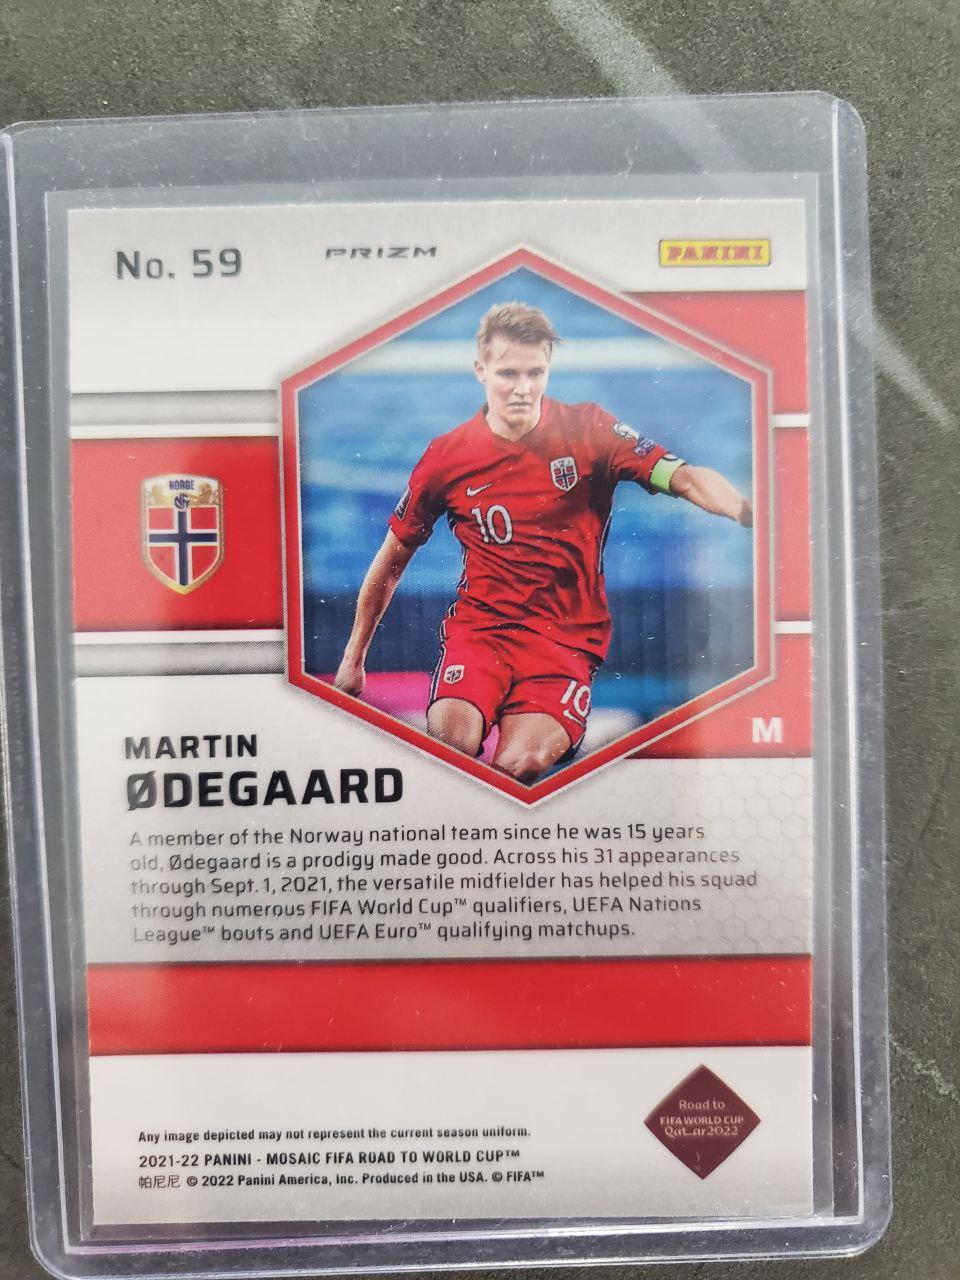 No. 59
PRIZM
PANINI
NORGE
NFF
10
10
M
MARTIN
ØDEGAARD
A member of the Norway national team since he was 15 years
old, Ødegaard is a prodigy made good. Across his 31 appearances
through Sept. 1, 2021, the versatile midfielder has helped his squad
through numerous FIFA World Cup™ qualifiers, UEFA Nations
League™ bouts and UEFA Euro™ qualifying matchups.
Road to
FIFA WORLD CUP
Qatar2022
Any image depicted may not represent the current season uniform.
2021-22 PANINI - MOSAIC FIFA ROAD TO WORLD CUP™
帕尼尼 © 2022 Panini America, Inc. Produced in the USA. © FIFA™